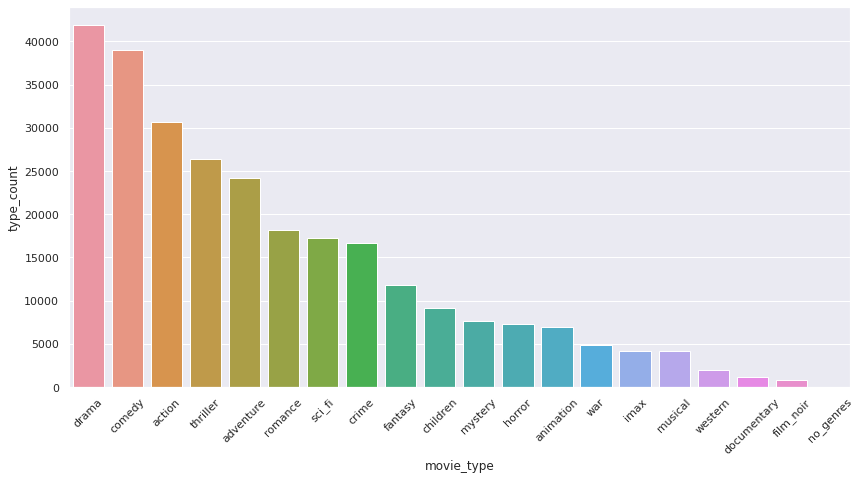 40000
35000
30000
25000
20000
15000
10000
5000
0
type_count
drama
comedy
action
thriller
adventure
romance
sci_fi
crime
fantasy
children
mystery
horror
animation
war
imax
musical
western
documentary
film_noir
no_genres
movie_type